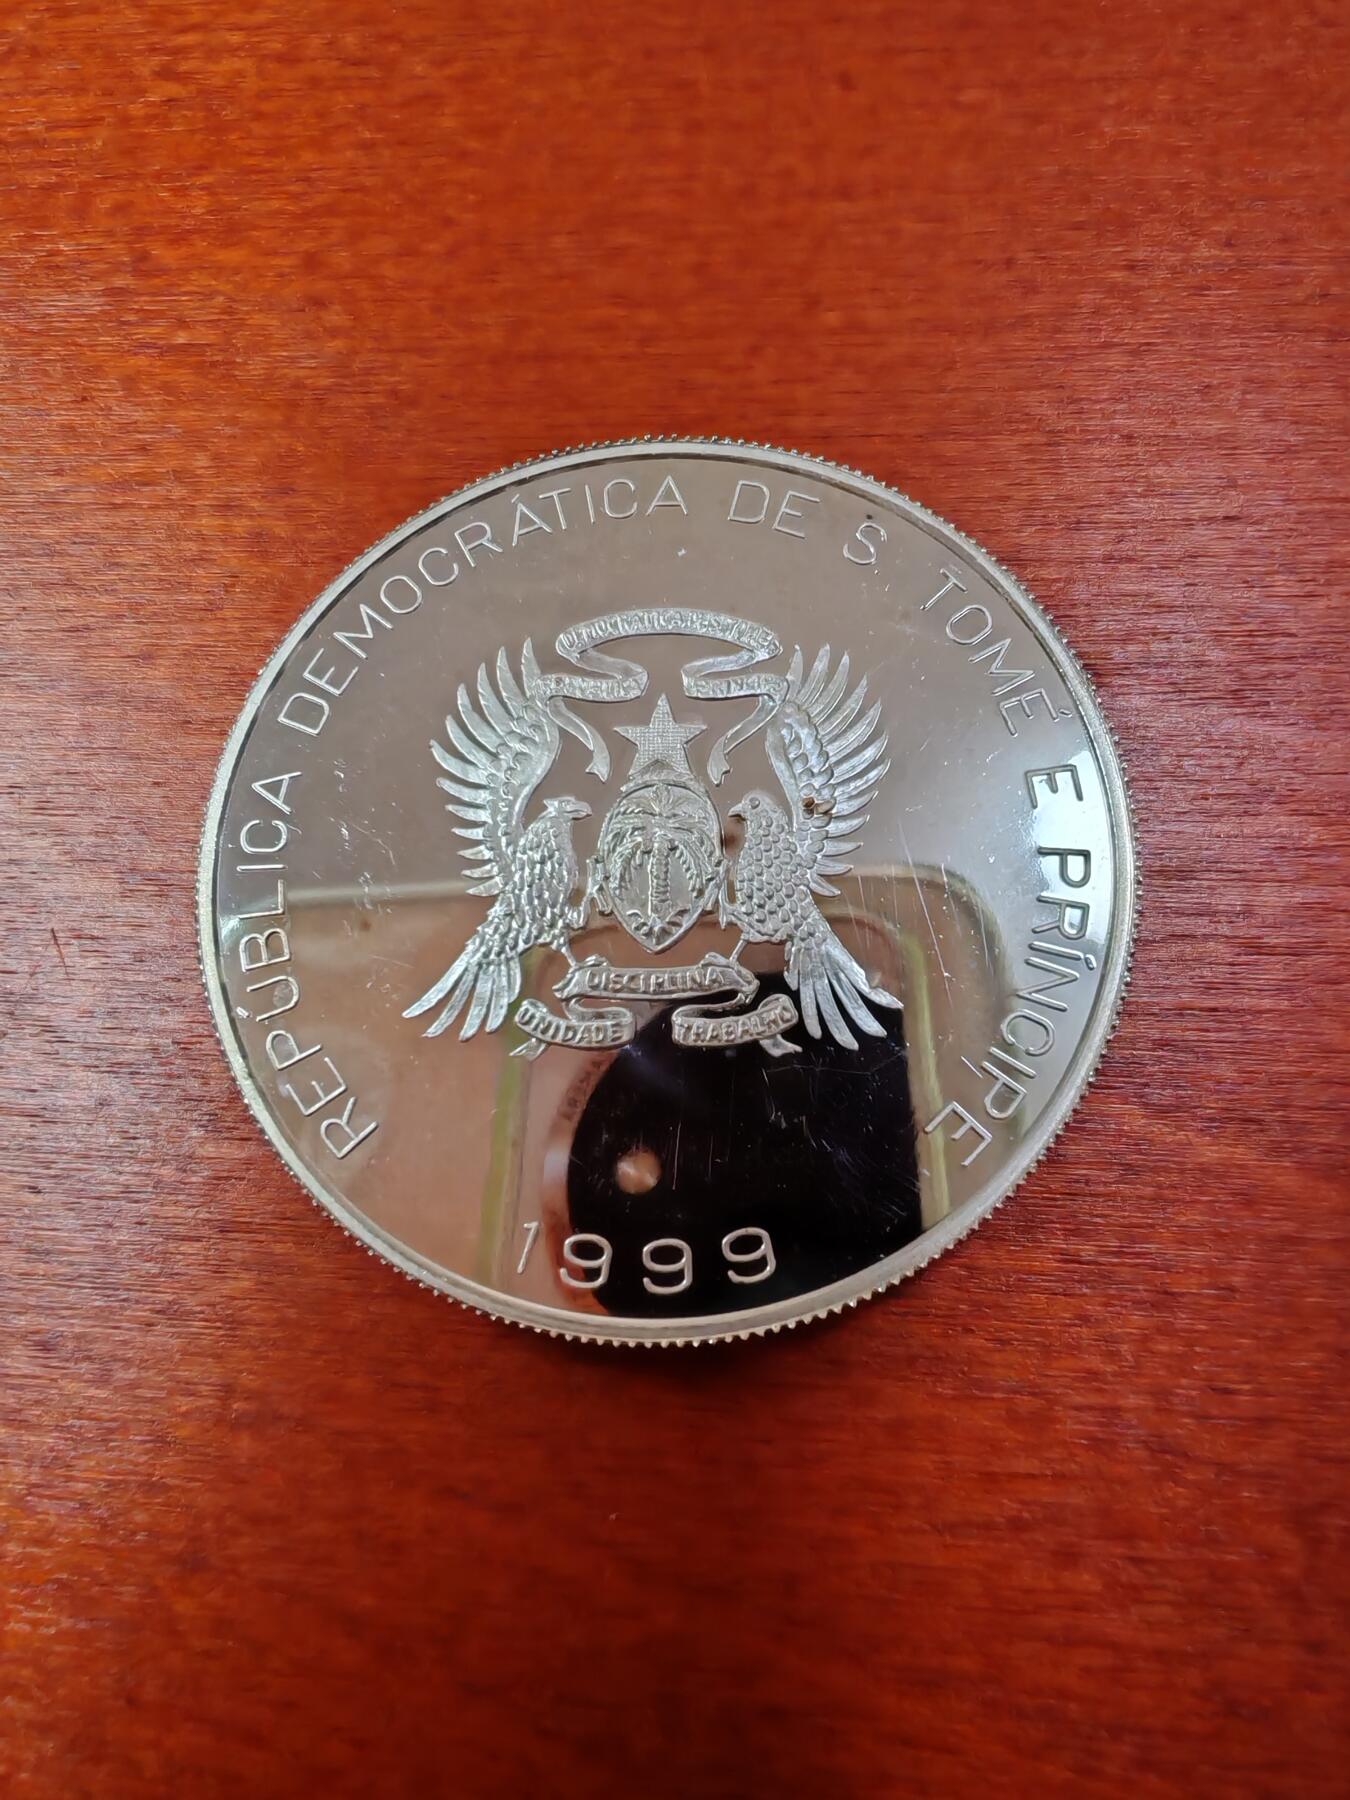 REPÚBLICA DEMOCRÁTICA DE S. TOMÉ E PRÍNCIPE
DISCIPLINA
UNIDADE TRABALHO
1999